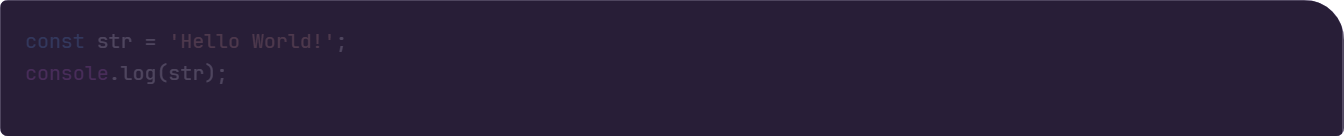 const str = 'Hello World!';
console.log(str);